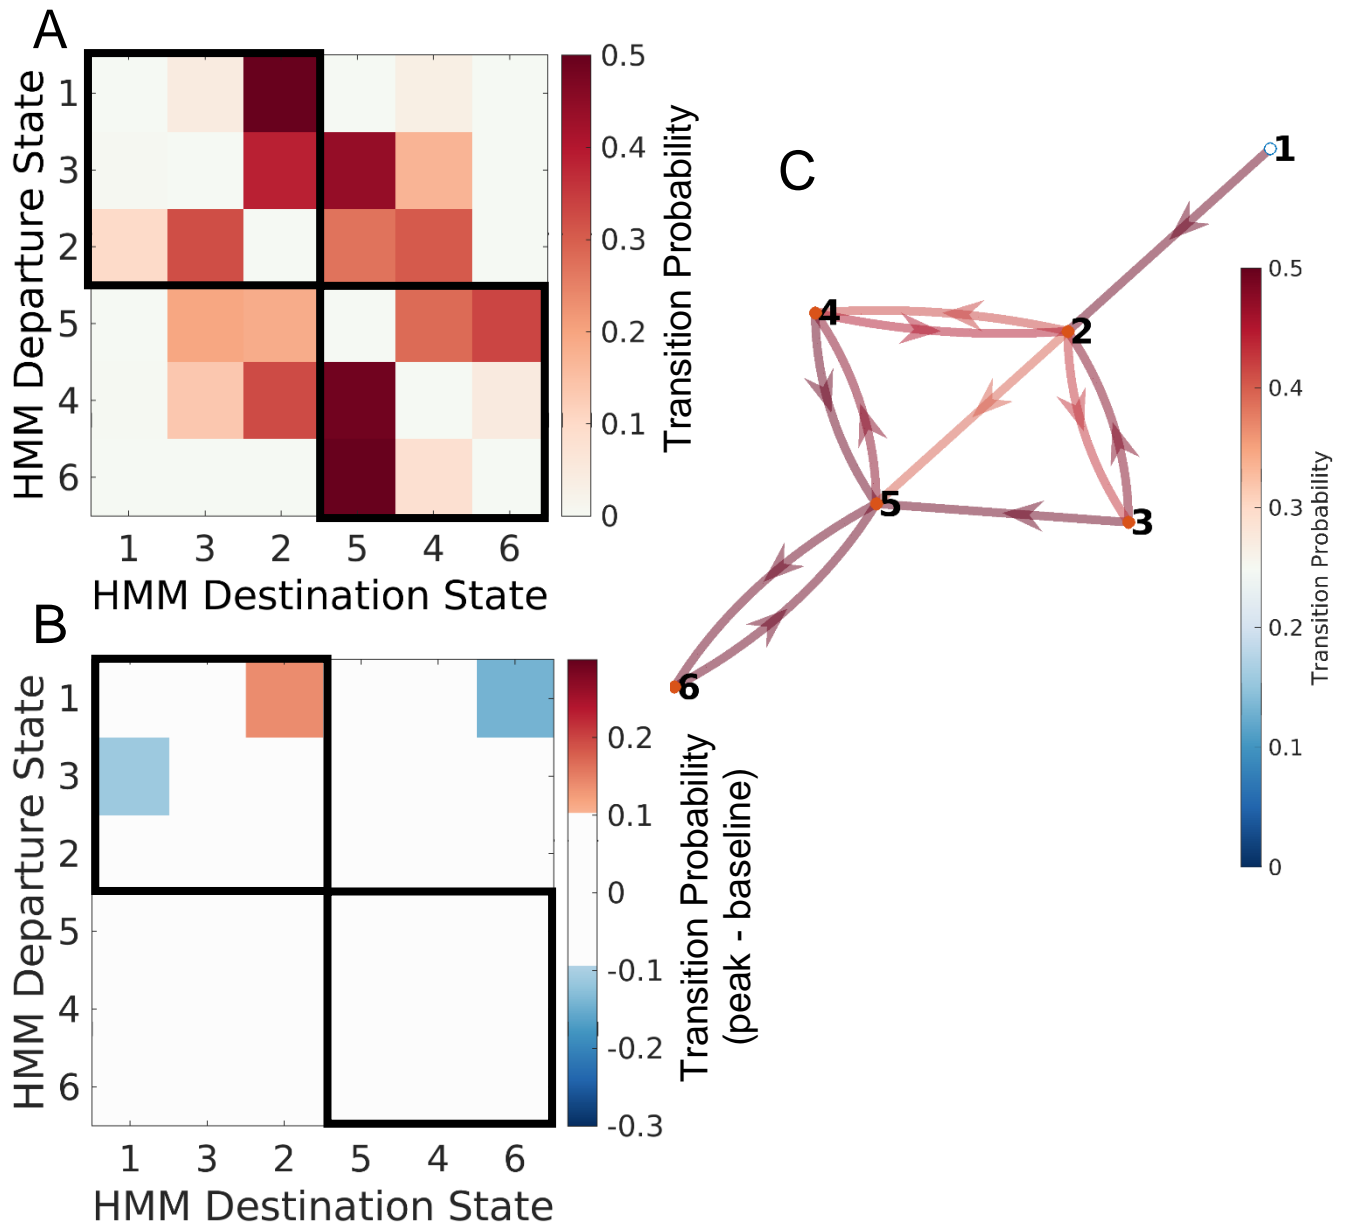 A
HMM Departure State
1
3
2
5
4
6
1 3 2 5 4 6
HMM Destination State
0.5
0.4
0.3
0.2
0.1
0
Transition Probability
B
HMM Departure State
1
3
2
5
4
6
1 3 2 5 4 6
HMM Destination State
0.2
0.1
0
-0.1
-0.2
-0.3
Transition Probability
(peak - baseline)
C
1
4
2
5
3
6
0.5
0.4
0.3
0.2
0.1
0
Transition Probability